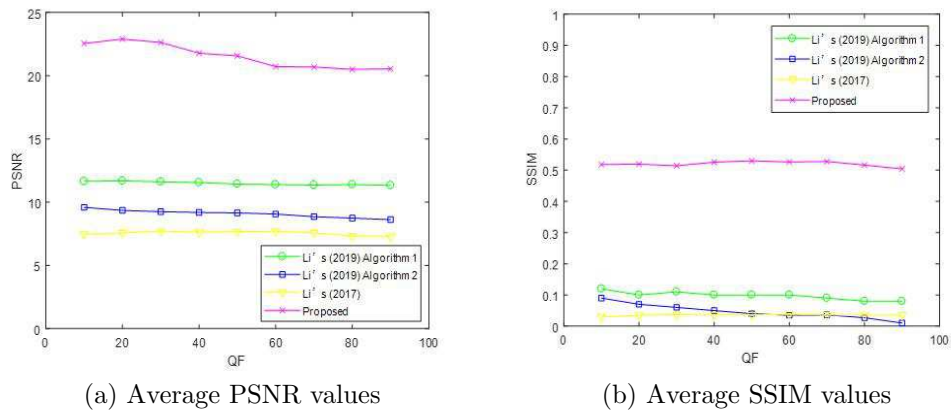 25
20
15
10
5
0
PSNR
0 20 40 60 80 100
QF
Li's (2019) Algorithm 1
Li's (2019) Algorithm 2
Li's (2017)
Proposed
(a) Average PSNR values
1
0.9
0.8
0.7
0.6
0.5
0.4
0.3
0.2
0.1
0
SSIM
0 20 40 60 80 100
QF
Li's (2019) Algorithm 1
Li's (2019) Algorithm 2
Li's (2017)
Proposed
(b) Average SSIM values